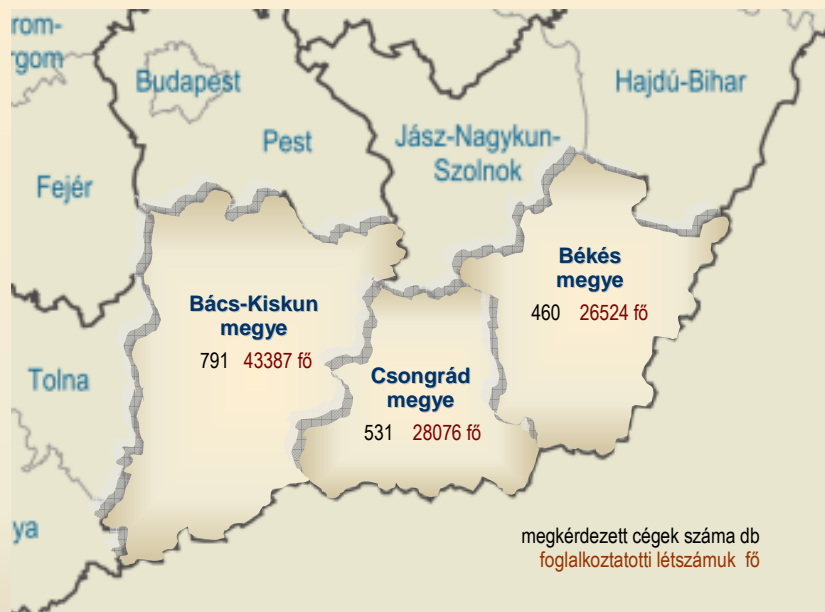 rom-
rgom
Budapest
Hajdú-Bihar
Pest
Jász-Nagykun-
Szolnok
Fejér
Békés
megye
460 26524 fő
Bács-Kiskun
megye
791 43387 fő
Tolna
Csongrád
megye
531 28076 fő
ya
megkérdezett cégek száma db
foglalkoztatotti létszámuk fő